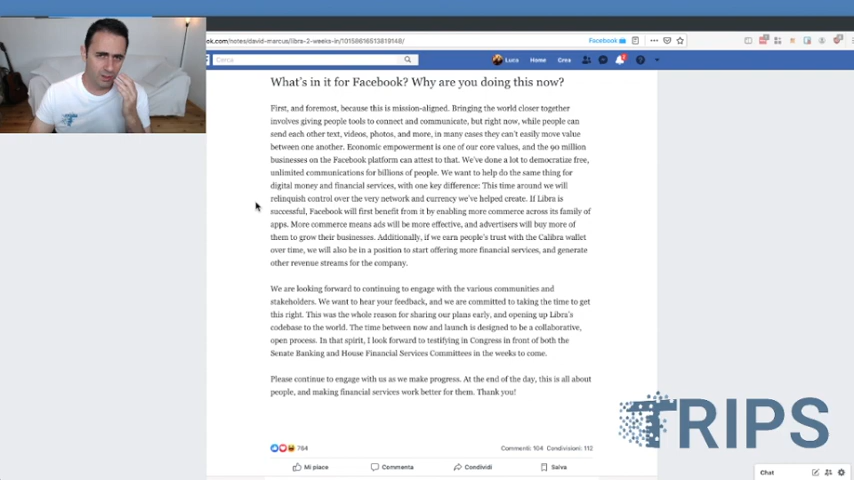 ek.com/notes/david-marcus/libra-2-weeks-in/10158616513819148/
Facebook
Cerca
Luca
Home
Crea
What's in it for Facebook? Why are you doing this now?
First, and foremost, because this is mission-aligned. Bringing the world closer together
involves giving people tools to connect and communicate, but right now, while people can
send each other text, videos, photos, and more, in many cases they can't easily move value
between one another. Economic empowerment is one of our core values, and the 90 million
businesses on the Facebook platform can attest to that. We've done a lot to democratize free,
unlimited communications for billions of people. We want to help do the same thing for
digital money and financial services, with one key difference: This time around we will
relinquish control over the very network and currency we've helped create. If Libra is
successful, Facebook will first benefit from it by enabling more commerce across its family of
apps. More commerce means ads will be more effective, and advertisers will buy more of
them to grow their businesses. Additionally, if we earn people's trust with the Calibra wallet
over time, we will also be in a position to start offering more financial services, and generate
other revenue streams for the company.
We are looking forward to continuing to engage with the various communities and
stakeholders. We want to hear your feedback, and we are committed to taking the time to get
this right. This was the whole reason for sharing our plans early, and opening up Libra's
codebase to the world. The time between now and launch is designed to be a collaborative,
open process. In that spirit, I look forward to testifying in Congress in front of both the
Senate Banking and House Financial Services Committees in the weeks to come.
Please continue to engage with us as we make progress. At the end of the day, this is all about
people, and making financial services work better for them. Thank you!
TRIPS
764
Commenti: 104 Condivisioni: 112
Mi piace
Commenta
Condividi
Salva
Chat